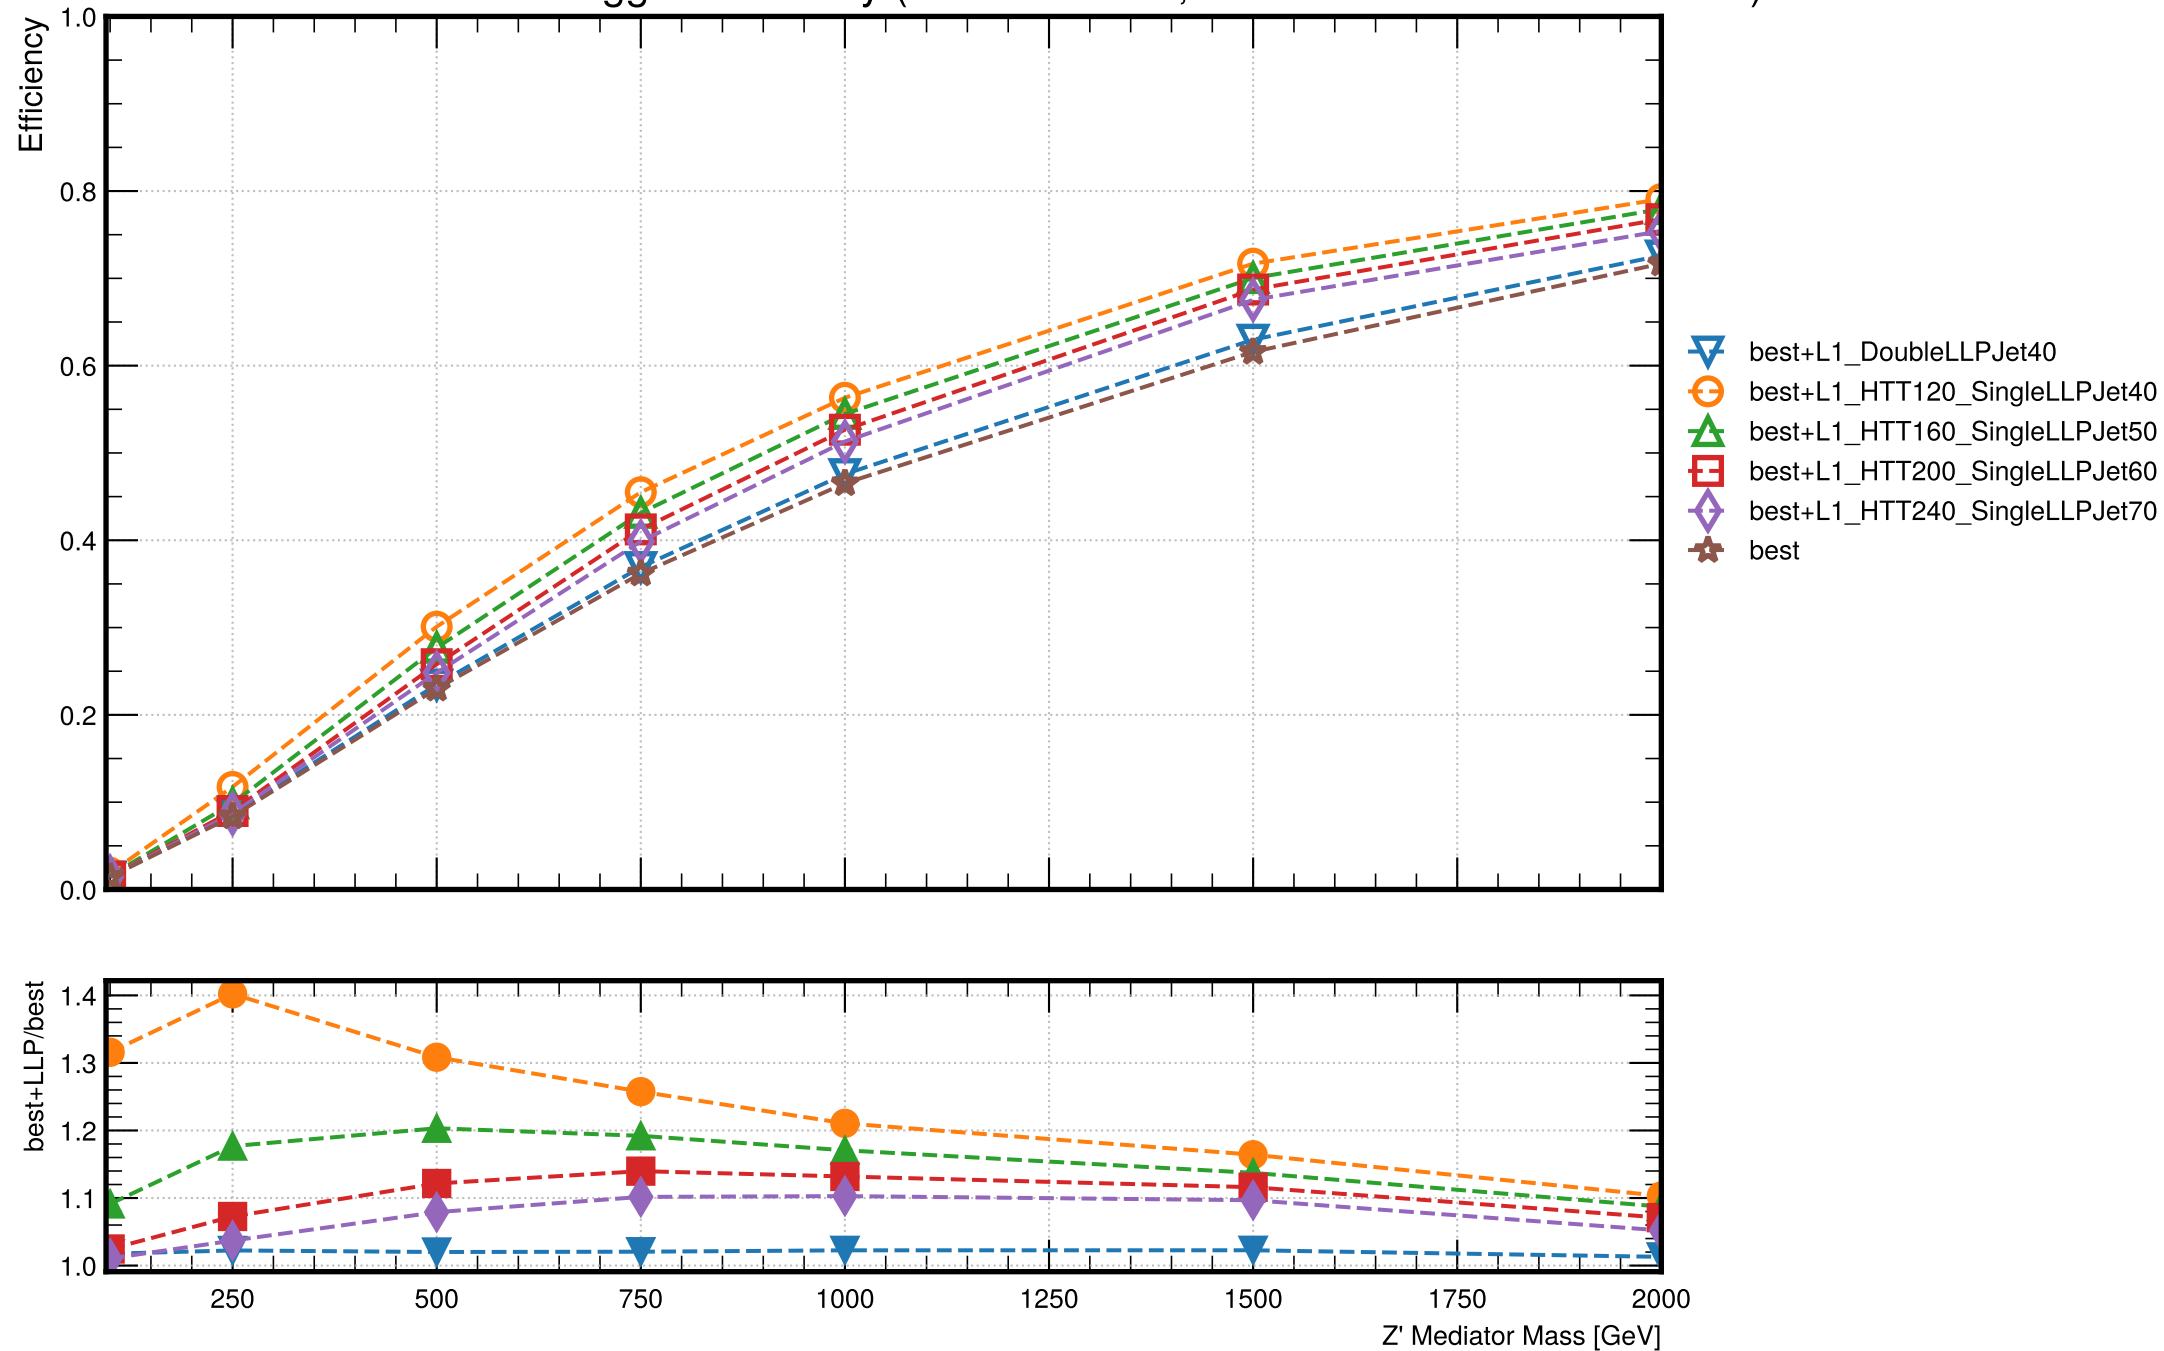 1.0
0.8
0.6
0.4
0.2
0.0
Efficiency
best+L1_DoubleLLPJet40
best+L1_HTT120_SingleLLPJet40
best+L1_HTT160_SingleLLPJet50
best+L1_HTT200_SingleLLPJet60
best+L1_HTT240_SingleLLPJet70
best
1.4
1.3
1.2
1.1
1.0
best+LLP/best
250 500 750 1000 1250 1500 1750 2000
Z' Mediator Mass [GeV]